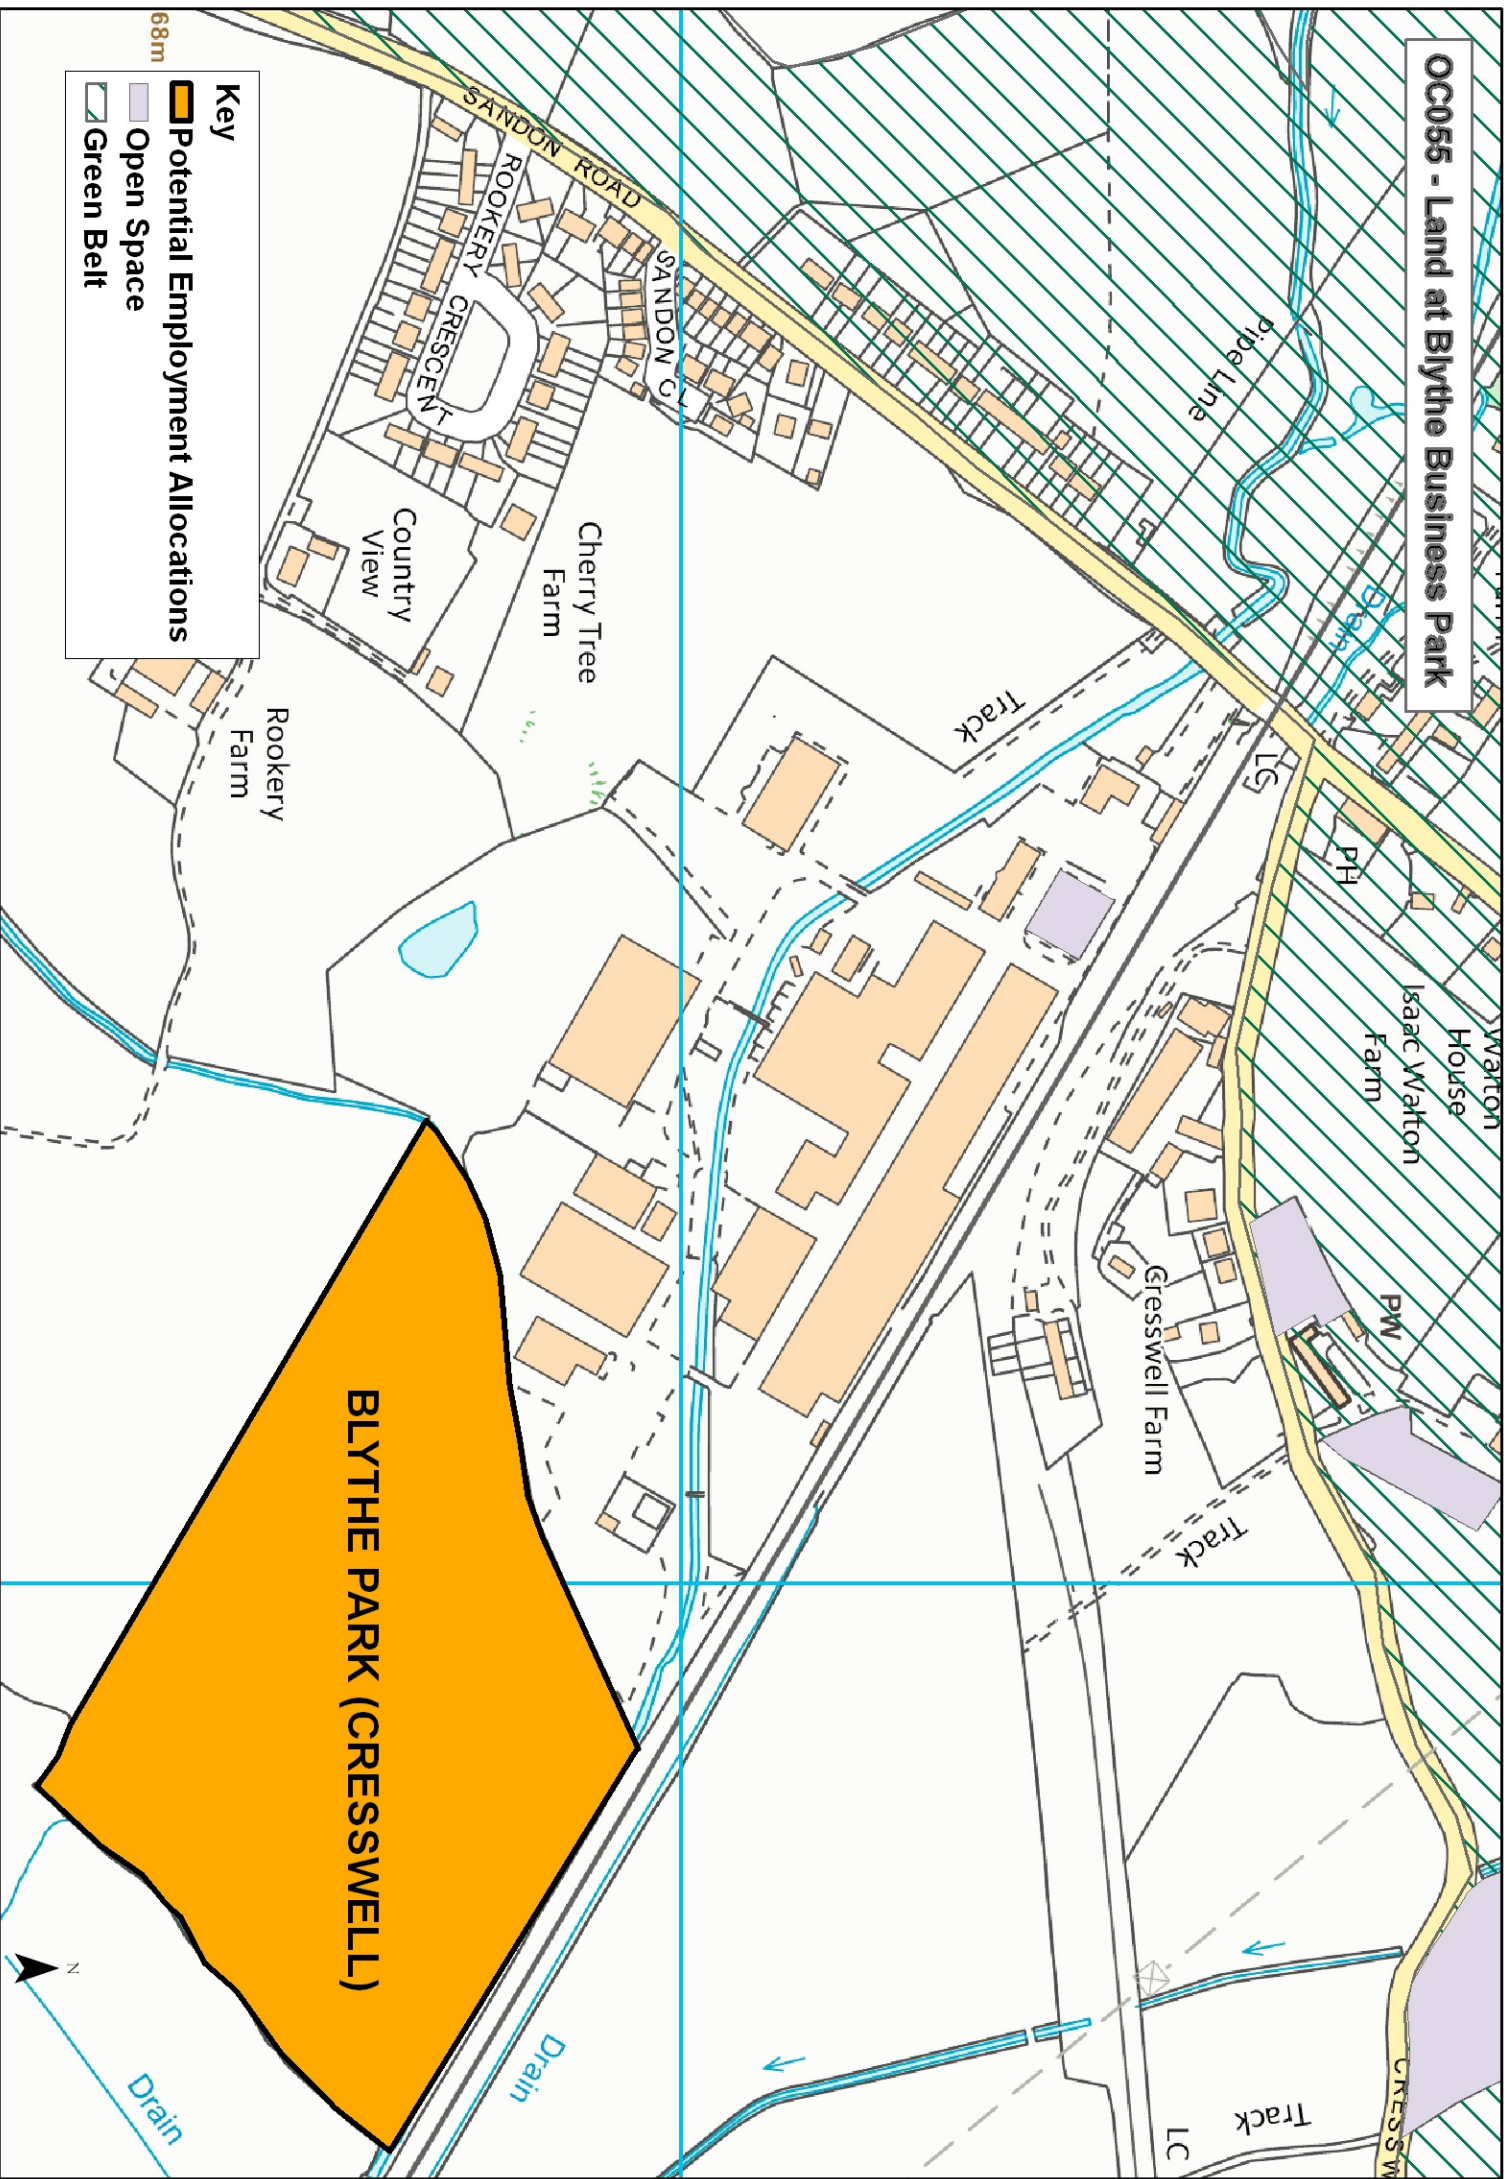 OC055 - Land at Blythe Business Park
Pipe Line
Drain
SANDON ROAD
ROOKERY CRESCENT
SANDON CL
Track
LC
PH
Walton
House
Isaac Walton
Farm
PW
Cherry Tree
Farm
Country
View
Rookery
Farm
Cresswell Farm
Track
CRESSW
Track
LC
Drain
Drain
BLYTHE PARK (CRESSWELL)
68m
Key
Potential Employment Allocations
Open Space
Green Belt
N